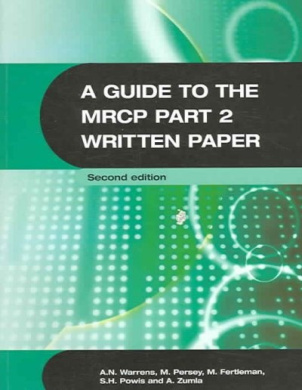 A GUIDE TO THE
MRCP PART 2
WRITTEN PAPER
Second edition
A.N. Warrens, M. Persey, M. Fertleman,
S.H. Powis and A. Zumla